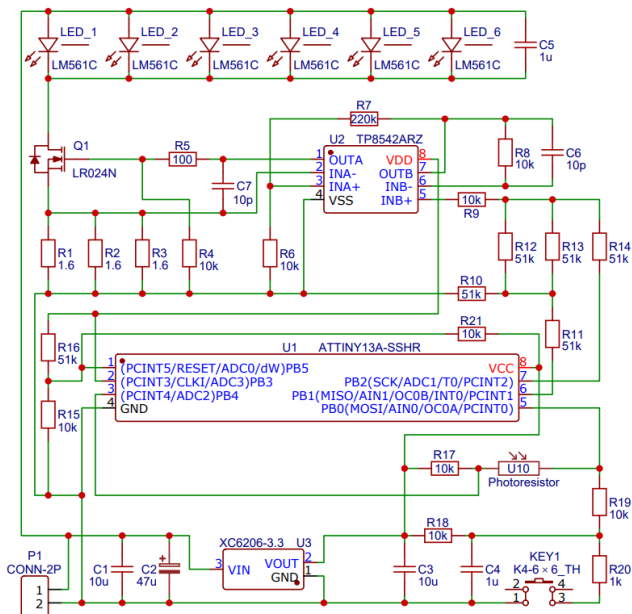 LED_1 LED_2 LED_3 LED_4 LED_5 LED_6
C5
1u
LM561C LM561C LM561C LM561C LM561C LM561C
R7
220k
U2 TP8542ARZ
Q1
LR024N
R5
100
1 OUTA VDD 8
2 INA- OUTB 7
3 INA+ INB- 6
4 VSS INB+ 5
R8
10k
C6
10p
C7
10p
10k
R9
R1
1.6
R2
1.6
R3
1.6
R4
10k
R6
10k
R12
51k
R13
51k
R14
51k
R10
51k
R21
10k
R11
51k
R16
51k
U1 ATTINY13A-SSHR
1 (PCINT5/RESET/ADC0/dW)PB5 VCC 8
2 (PCINT3/CLKI/ADC3)PB3 PB2(SCK/ADC1/T0/PCINT2) 7
3 (PCINT4/ADC2)PB4 PB1(MISO/AIN1/OC0B/INT0/PCINT1 6
4 GND PB0(MOSI/AIN0/OC0A/PCINT0) 5
R15
10k
R17
10k
U10
Photoresistor
R19
10k
R18
10k
XC6206-3.3 U3
3 VIN VOUT 2
GND 1
P1
CONN-2P
1
2
C1
10u
C2
47u
C3
10u
C4
1u
KEY1
K4-6×6_TH
2 4
1 3
R20
1k